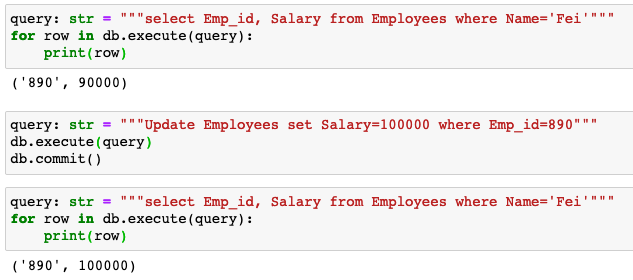 query: str = """select Emp_id, Salary from Employees where Name='Fei'"""
for row in db.execute(query):
    print(row)
('890', 90000)
query: str = """Update Employees set Salary=100000 where Emp_id=890"""
db.execute(query)
db.commit()
query: str = """select Emp_id, Salary from Employees where Name='Fei'"""
for row in db.execute(query):
    print(row)
('890', 100000)